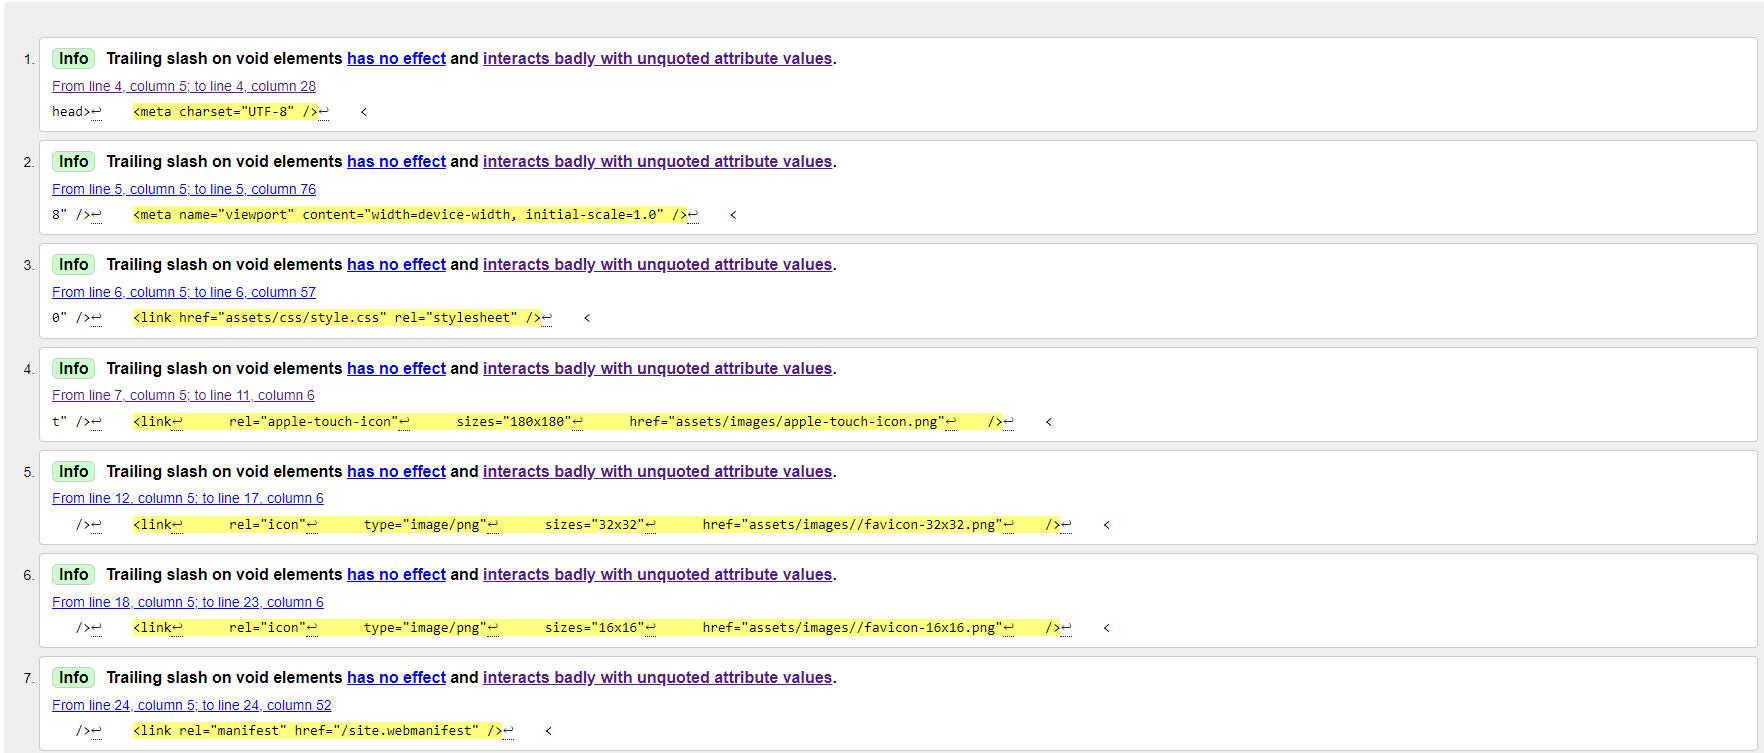 1. Info Trailing slash on void elements has no effect and interacts badly with unquoted attribute values.
From line 4, column 5; to line 4, column 28
head>↩ <meta charset="UTF-8" />↩ <
2. Info Trailing slash on void elements has no effect and interacts badly with unquoted attribute values.
From line 5, column 5; to line 5, column 76
8" />↩ <meta name="viewport" content="width=device-width, initial-scale=1.0" />↩ <
3. Info Trailing slash on void elements has no effect and interacts badly with unquoted attribute values.
From line 6, column 5; to line 6, column 57
0" />↩ <link href="assets/css/style.css" rel="stylesheet" />↩ <
4. Info Trailing slash on void elements has no effect and interacts badly with unquoted attribute values.
From line 7, column 5; to line 11, column 6
t" />↩ <link↩ rel="apple-touch-icon"↩ sizes="180x180"↩ href="assets/images/apple-touch-icon.png"↩ />↩ <
5. Info Trailing slash on void elements has no effect and interacts badly with unquoted attribute values.
From line 12, column 5; to line 17, column 6
/>↩ <link↩ rel="icon"↩ type="image/png"↩ sizes="32x32"↩ href="assets/images//favicon-32x32.png"↩ />↩ <
6. Info Trailing slash on void elements has no effect and interacts badly with unquoted attribute values.
From line 18, column 5; to line 23, column 6
/>↩ <link↩ rel="icon"↩ type="image/png"↩ sizes="16x16"↩ href="assets/images//favicon-16x16.png"↩ />↩ <
7. Info Trailing slash on void elements has no effect and interacts badly with unquoted attribute values.
From line 24, column 5; to line 24, column 52
/>↩ <link rel="manifest" href="/site.webmanifest" />↩ <